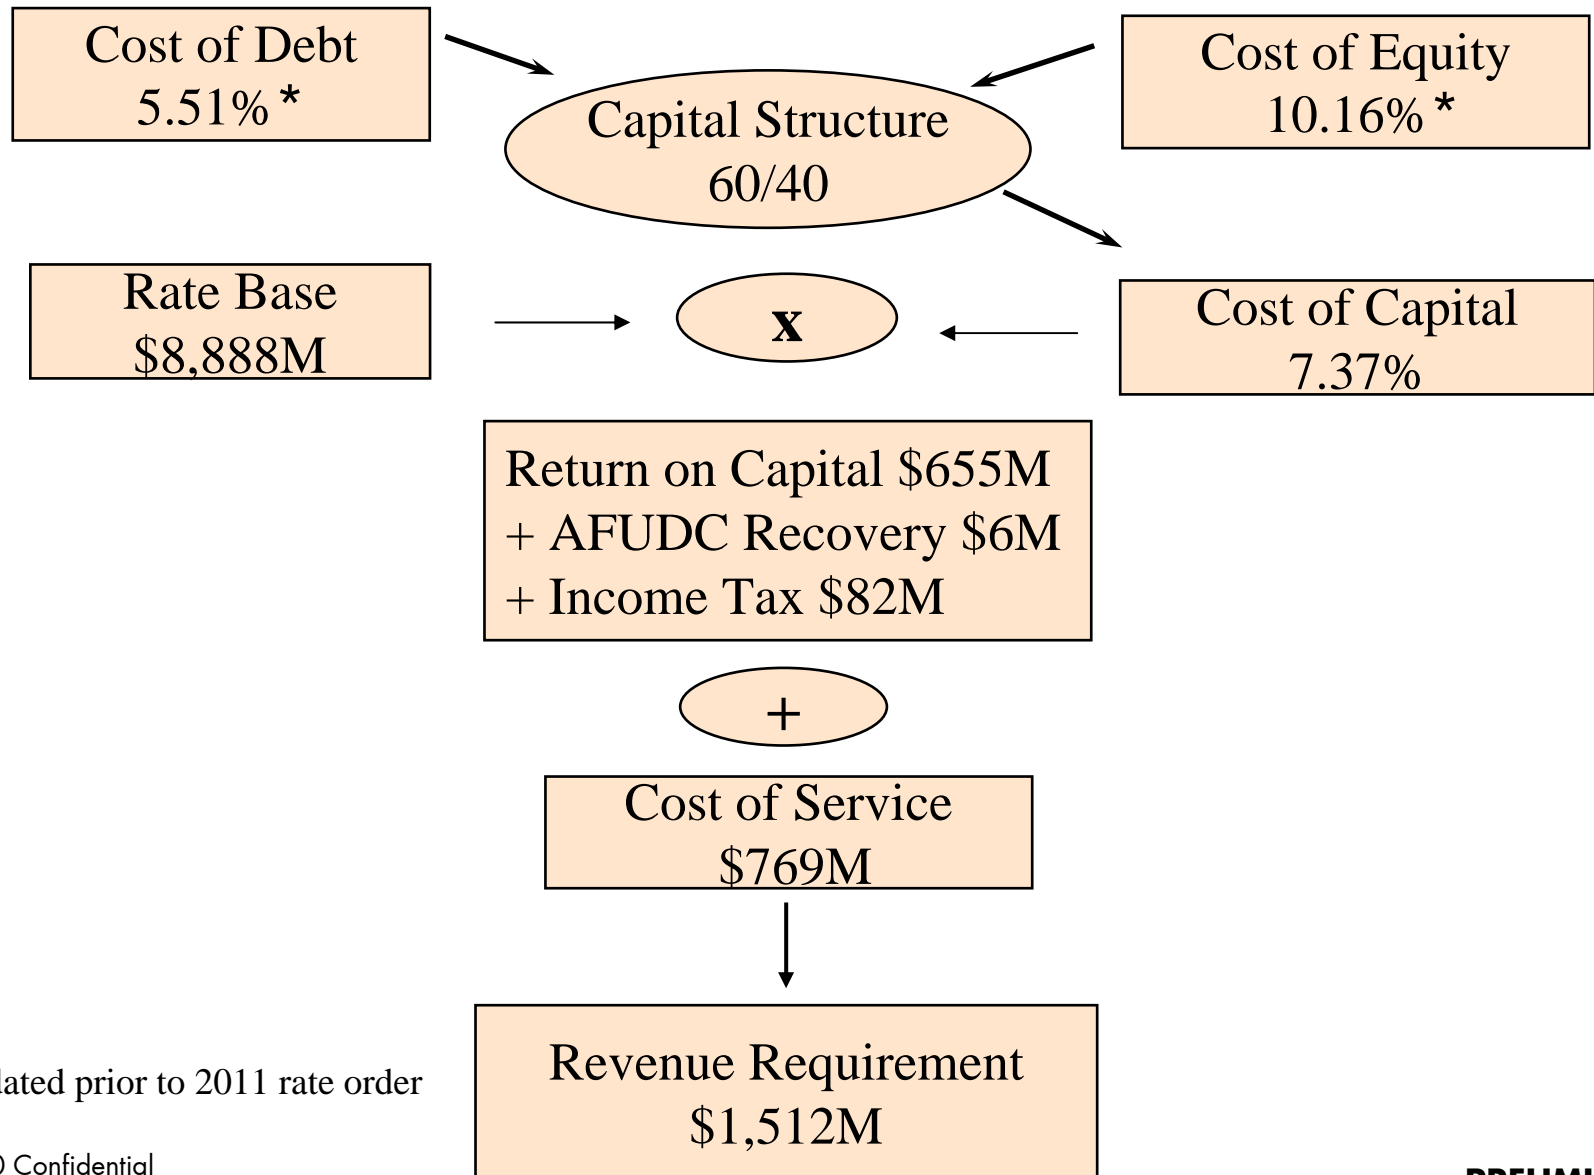 Cost of Debt
5.51% *
Cost of Equity
10.16% *
Capital Structure
60/40
Rate Base
$8,888M
x
Cost of Capital
7.37%
Return on Capital $655M
+ AFUDC Recovery $6M
+ Income Tax $82M
+
Cost of Service
$769M
Revenue Requirement
$1,512M
prior to 2011 rate order
Confidential